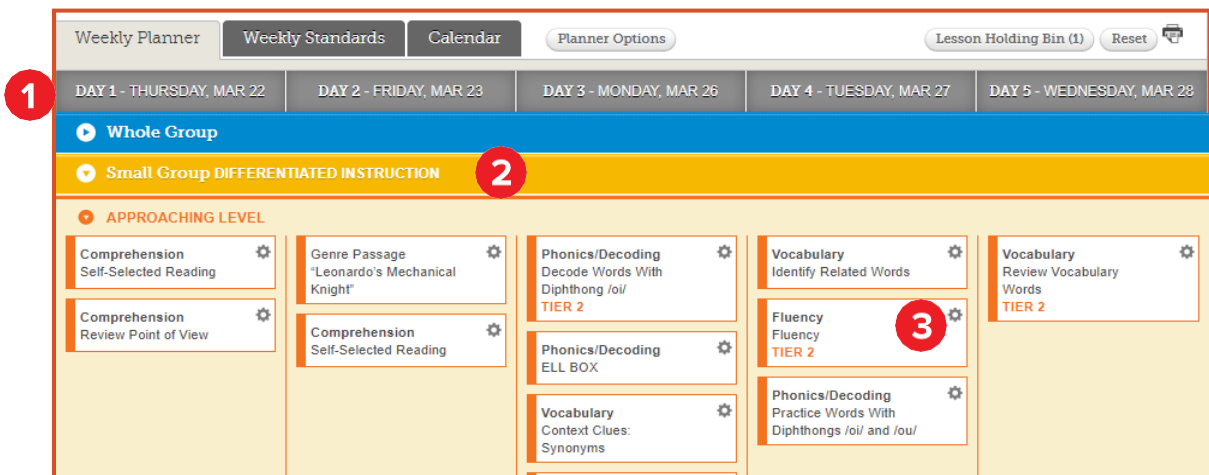 Weekly Planner Weekly Standards Calendar Planner Options Lesson Holding Bin (1) Reset
1
DAY 1 - THURSDAY, MAR 22 DAY 2 - FRIDAY, MAR 23 DAY 3 - MONDAY, MAR 26 DAY 4 - TUESDAY, MAR 27 DAY 5 - WEDNESDAY, MAR 28
Whole Group
Small Group DIFFERENTIATED INSTRUCTION 2
APPROACHING LEVEL
Comprehension
Self-Selected Reading
Comprehension
Review Point of View
Genre Passage
“Leonardo’s Mechanical
Knight”
Comprehension
Self-Selected Reading
Phonics/Decoding
Decode Words With
Diphthong /oi/
TIER 2
Phonics/Decoding
ELL BOX
Vocabulary
Context Clues:
Synonyms
Vocabulary
Identify Related Words
Fluency
Fluency
TIER 2
3
Phonics/Decoding
Practice Words With
Diphthongs /oi/ and /ou/
Vocabulary
Review Vocabulary
Words
TIER 2